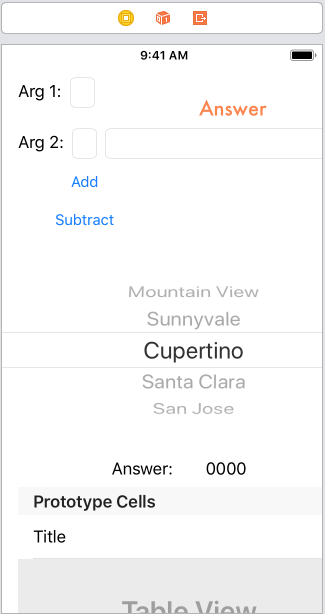 9:41 AM
Arg 1:
Answer
Arg 2:
Add
Subtract
Mountain View
Sunnyvale
Cupertino
Santa Clara
San Jose
Answer: 0000
Prototype Cells
Title
Table View